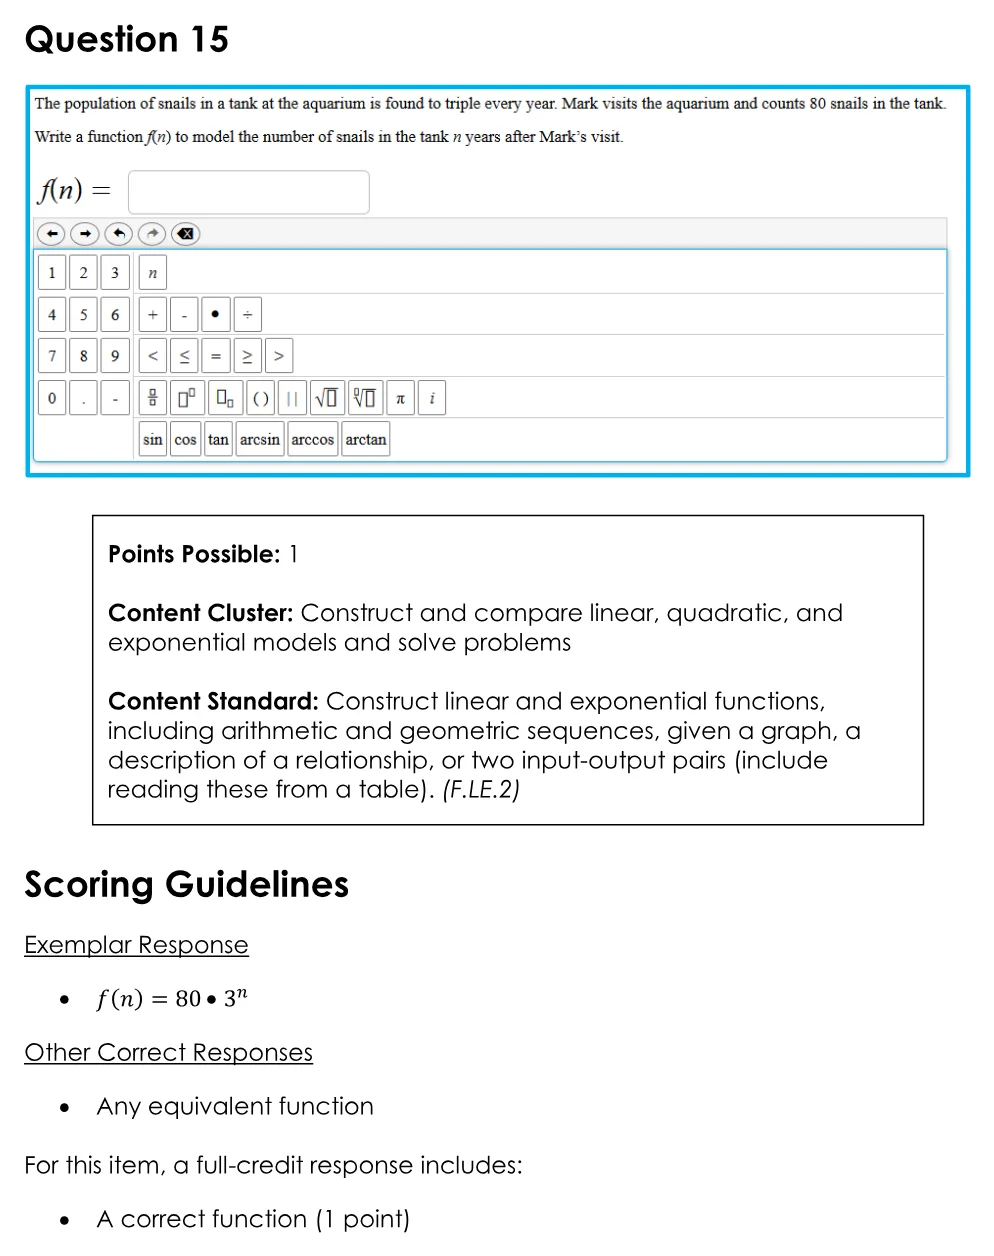 Question 15
The population of snails in a tank at the aquarium is found to triple every year. Mark visits the aquarium and counts 80 snails in the tank.
Write a function f(n) to model the number of snails in the tank n years after Mark's visit.
f(n) =
1 2 3 n
4 5 6 + - • ÷
7 8 9 < ≤ = ≥ >
0 . - ( ) | | √ √ π i
sin cos tan arcsin arccos arctan
Points Possible: 1
Content Cluster: Construct and compare linear, quadratic, and
exponential models and solve problems
Content Standard: Construct linear and exponential functions,
including arithmetic and geometric sequences, given a graph, a
description of a relationship, or two input-output pairs (include
reading these from a table). (F.LE.2)
Scoring Guidelines
Exemplar Response
• f(n) = 80 • 3ⁿ
Other Correct Responses
• Any equivalent function
For this item, a full-credit response includes:
• A correct function (1 point)